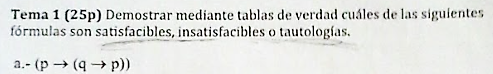 Tema 1 (25p) Demostrar mediante tablas de verdad cuáles de las siguientes
fórmulas son satisfacibles, insatisfacibles o tautologías.
a.- (p → (q → p))